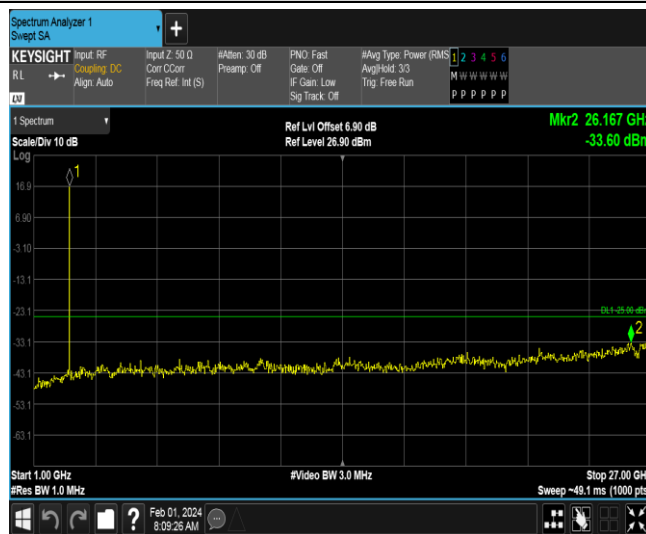 Spectrum Analyzer 1
Swept SA
KEYSIGHT Input: RF Input Z: 50 Ω #Atten: 30 dB PNO: Fast #Avg Type: Power (RMS 1 2 3 4 5 6
RL Coupling: DC Corr CCorr Preamp: Off Gate: Off Avg|Hold: 3/3 M W W W W W
Align: Auto Freq Ref: Int (S) IF Gain: Low Trig: Free Run
Sig Track: Off P P P P P P
LXI
1 Spectrum Ref Lvl Offset 6.90 dB Mkr2 26.167 GHz
Scale/Div 10 dB Ref Level 26.90 dBm -33.60 dBm
Log
1
16.9
6.90
-3.10
-13.1
-23.1 DL1 -25.00 dBm
2
-33.1
-43.1
-53.1
-63.1
Start 1.00 GHz #Video BW 3.0 MHz Stop 27.00 GHz
#Res BW 1.0 MHz Sweep ~49.1 ms (1000 pts
? Feb 01, 2024
8:09:26 AM